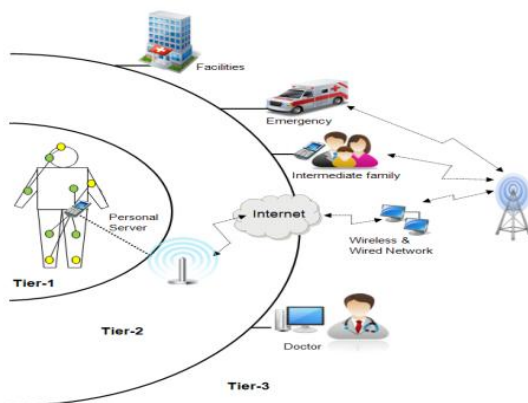 Facilities
Emergency
Intermediate family
Personal
Server
Internet
Wireless &
Wired Network
Tier-1
Tier-2
Doctor
Tier-3